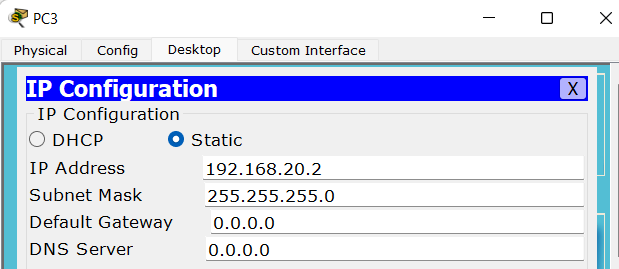 PC3
Physical Config Desktop Custom Interface
IP Configuration X
IP Configuration
DHCP Static
IP Address 192.168.20.2
Subnet Mask 255.255.255.0
Default Gateway 0.0.0.0
DNS Server 0.0.0.0